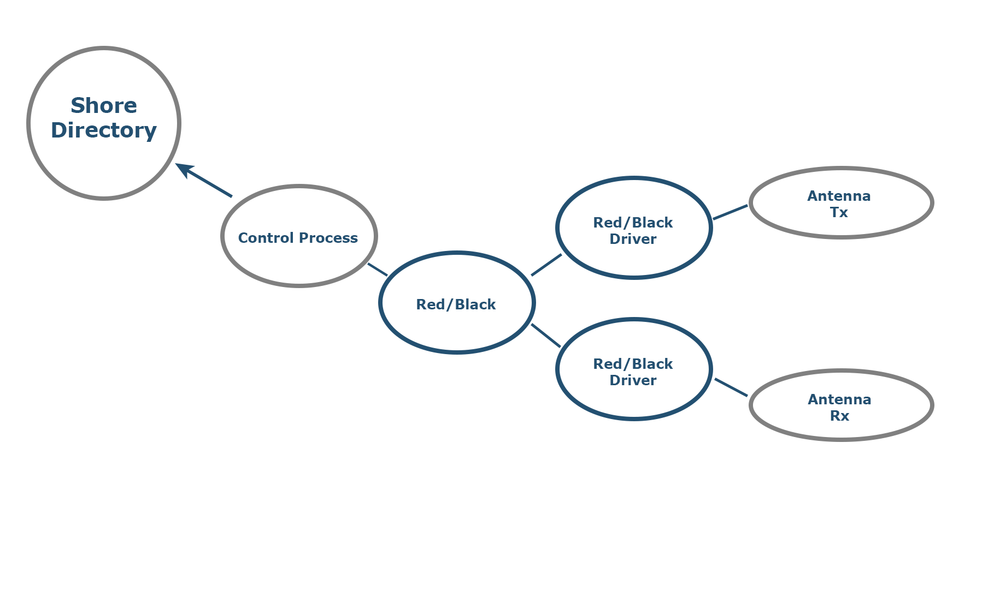 Shore
Directory
Control Process
Red/Black
Red/Black
Driver
Antenna
Tx
Red/Black
Driver
Antenna
Rx